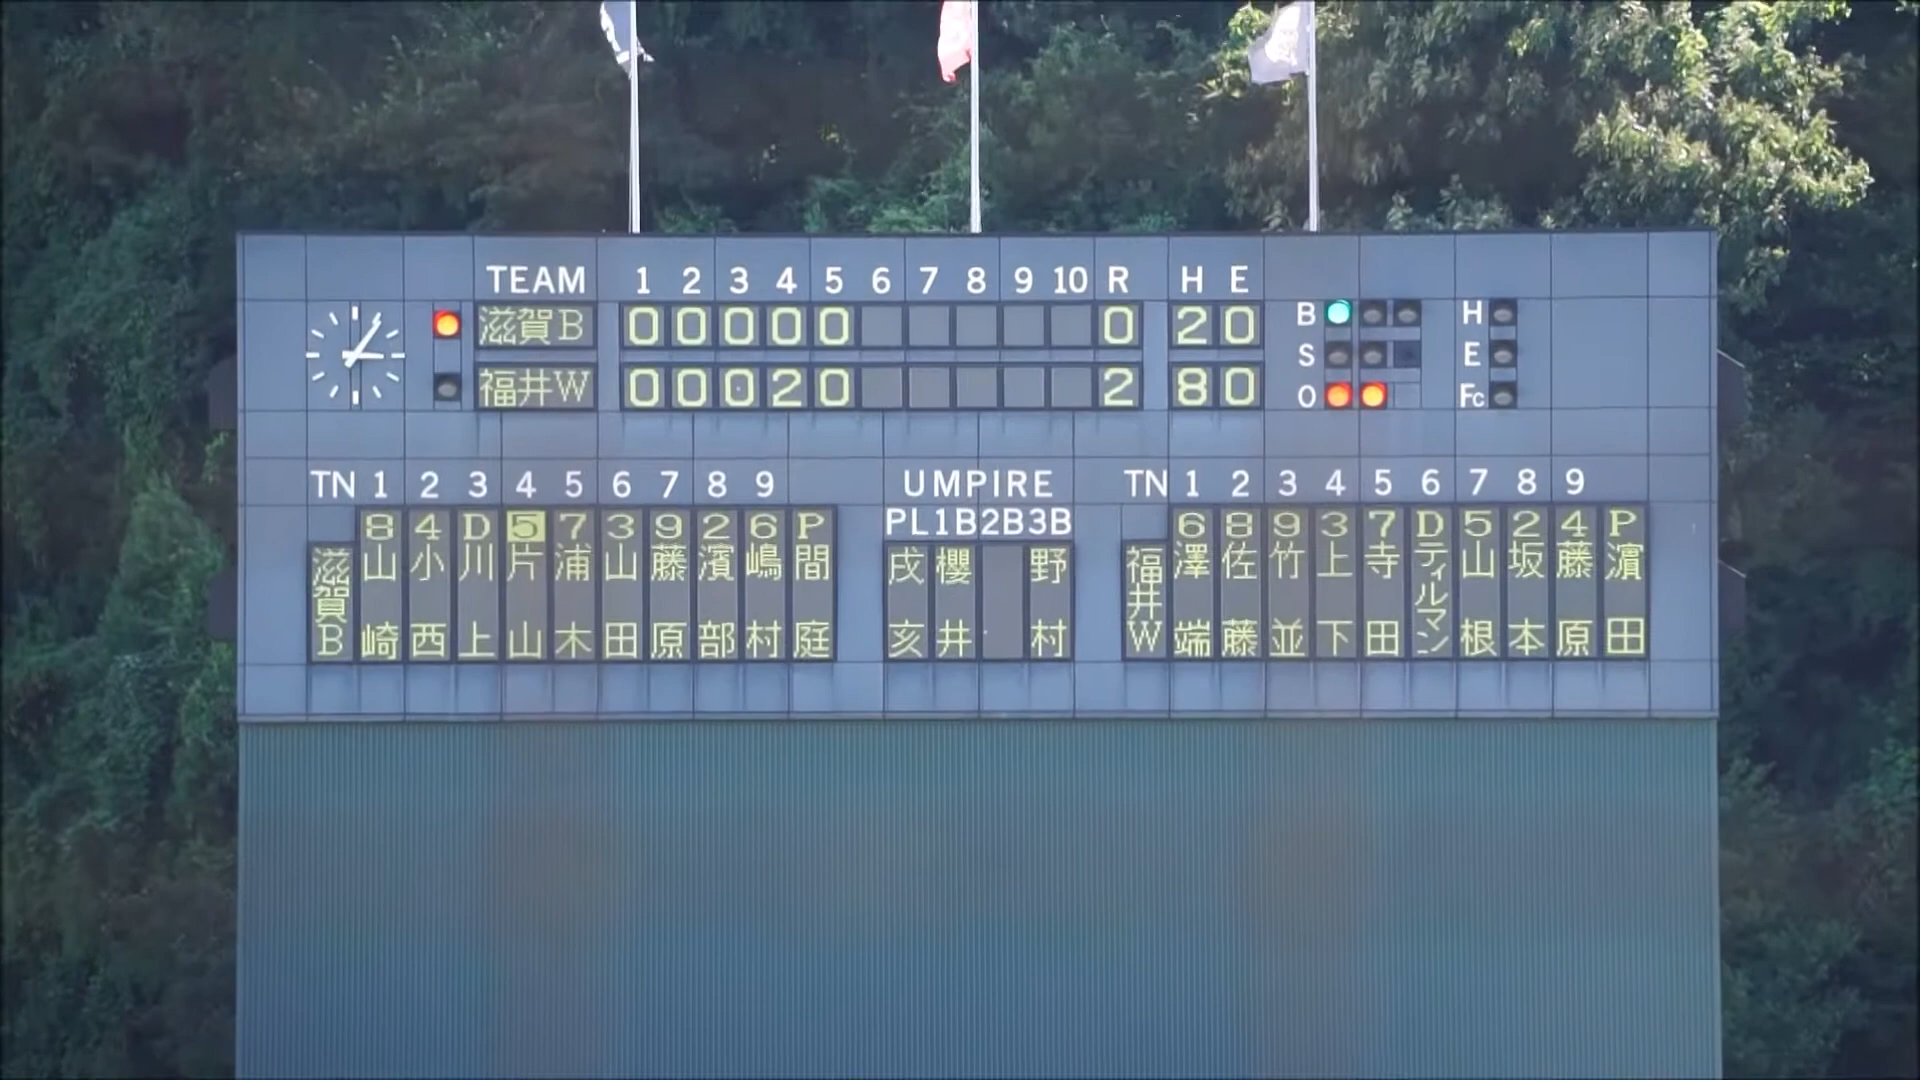 TEAM 1 2 3 4 5 6 7 8 9 10 R H E
滋賀B 0 0 0 0 0 0 2 0
福井W 0 0 0 2 0 2 8 0
B H
S E
O Fc
TN 1 2 3 4 5 6 7 8 9
8 4 D 5 7 3 9 2 6 P
滋賀B 山崎 小西 川上 片山 浦木 山田 藤原 濱部 嶋村 間庭
UMPIRE
PL 1B 2B 3B
戌亥 櫻井 野村
TN 1 2 3 4 5 6 7 8 9
6 8 9 3 7 D 5 2 4 P
福井W 澤端 佐藤 竹並 上下 寺田 ティルマン 山根 坂本 藤原 濵田